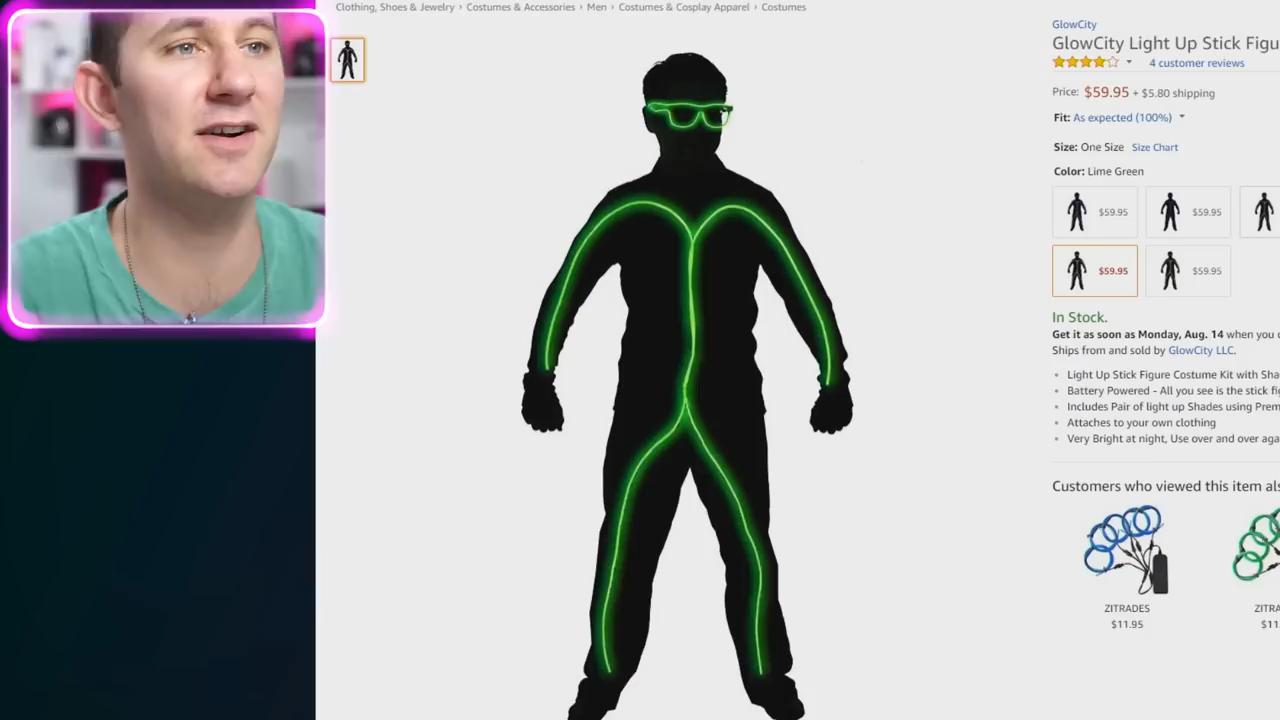 Clothing, Shoes & Jewelry › Costumes & Accessories › Men › Costumes & Cosplay Apparel › Costumes
GlowCity
GlowCity Light Up Stick Figu
4 customer reviews
Price: $59.95 + $5.80 shipping
Fit: As expected (100%)
Size: One Size Size Chart
Color: Lime Green
$59.95 $59.95
$59.95 $59.95
In Stock.
Get it as soon as Monday, Aug. 14 when you
Ships from and sold by GlowCity LLC.
Light Up Stick Figure Costume Kit with Sha
Battery Powered - All you see is the stick fi
Includes Pair of light up Shades using Prem
Attaches to your own clothing
Very Bright at night, Use over and over aga
Customers who viewed this item als
ZITRADES ZITRA
$11.95 $11.